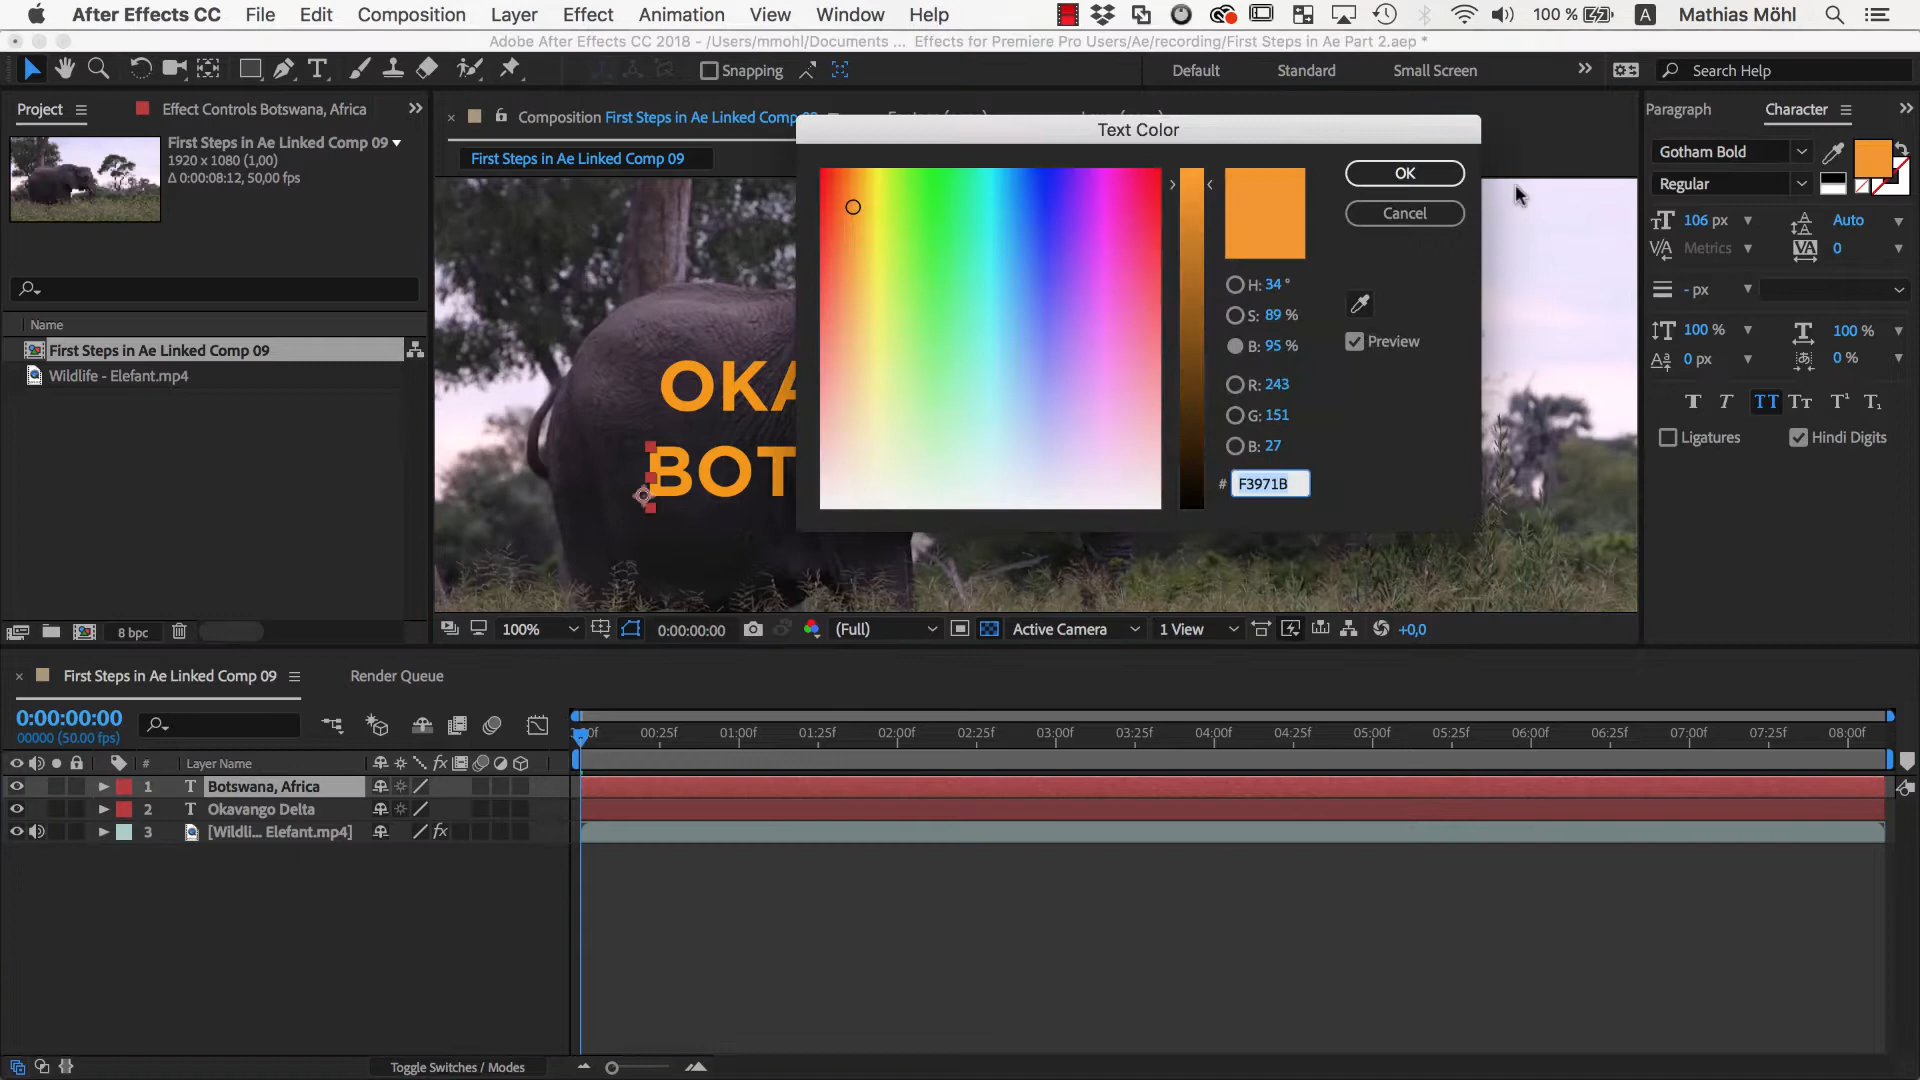 After Effects CC File Edit Composition Layer Effect Animation View Window Help 100 % A Mathias Möhl
Adobe After Effects CC 2018 - /Users/mmohl/Documents ... Effects for Premiere Pro Users/Ae/recording/First Steps in Ae Part 2.aep *
Snapping Default Standard Small Screen Search Help
Project Effect Controls Botswana, Africa
Composition First Steps in Ae Linked Comp 09
Text Color
Paragraph Character
First Steps in Ae Linked Comp 09
1920 x 1080 (1,00)
Δ 0:00:08:12, 50,00 fps
First Steps in Ae Linked Comp 09
OK
Cancel
H: 34 °
S: 89 %
B: 95 %
Preview
R: 243
G: 151
B: 27
# F3971B
Gotham Bold
Regular
106 px Auto
Metrics 0
- px
100 % 100 %
0 px 0 %
T T TT Tт T¹ T₁
Ligatures Hindi Digits
Name
First Steps in Ae Linked Comp 09
Wildlife - Elefant.mp4
OKA
BOT
8 bpc
100% 0:00:00:00 (Full) Active Camera 1 View +0,0
First Steps in Ae Linked Comp 09 Render Queue
0:00:00:00
00000 (50.00 fps)
00:25f 01:00f 01:25f 02:00f 02:25f 03:00f 03:25f 04:00f 04:25f 05:00f 05:25f 06:00f 06:25f 07:00f 07:25f 08:00f
# Layer Name fx
1 T Botswana, Africa
2 T Okavango Delta
3 [Wildli... Elefant.mp4] fx
Toggle Switches / Modes